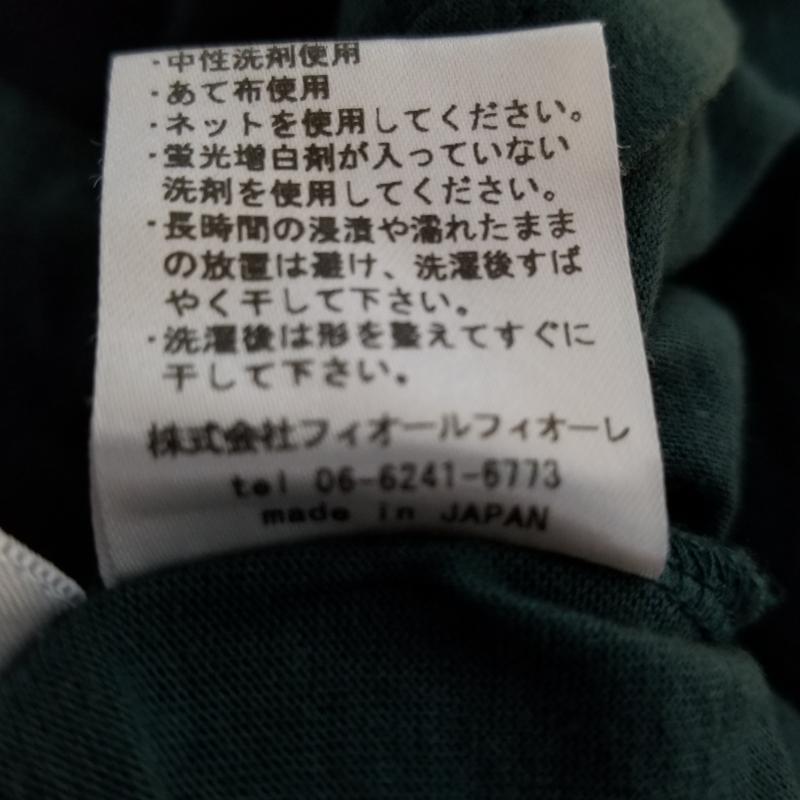 ・中性洗剤使用
・あて布使用
・ネットを使用してください。
・蛍光増白剤が入っていない
洗剤を使用してください。
・長時間の浸漬や濡れたまま
の放置は避け、洗濯後すば
やく干して下さい。
・洗濯後は形を整えてすぐに
干して下さい。
株式会社フィオールフィオーレ
tel 06-6241-6773
made in JAPAN